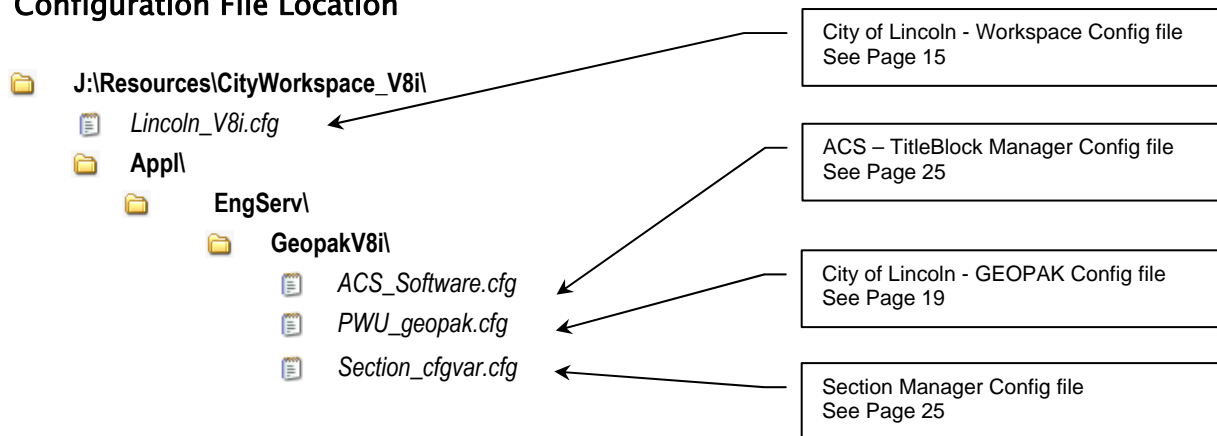 Configuration File Location
City of Lincoln - Workspace Config file
See Page 15
J:\Resources\CityWorkspace_V8i\
Lincoln_V8i.cfg
Appl\
ACS – TitleBlock Manager Config file
See Page 25
EngServ\
GeopakV8i\
ACS_Software.cfg
City of Lincoln - GEOPAK Config file
See Page 19
PWU_geopak.cfg
Section_cfgvar.cfg
Section Manager Config file
See Page 25